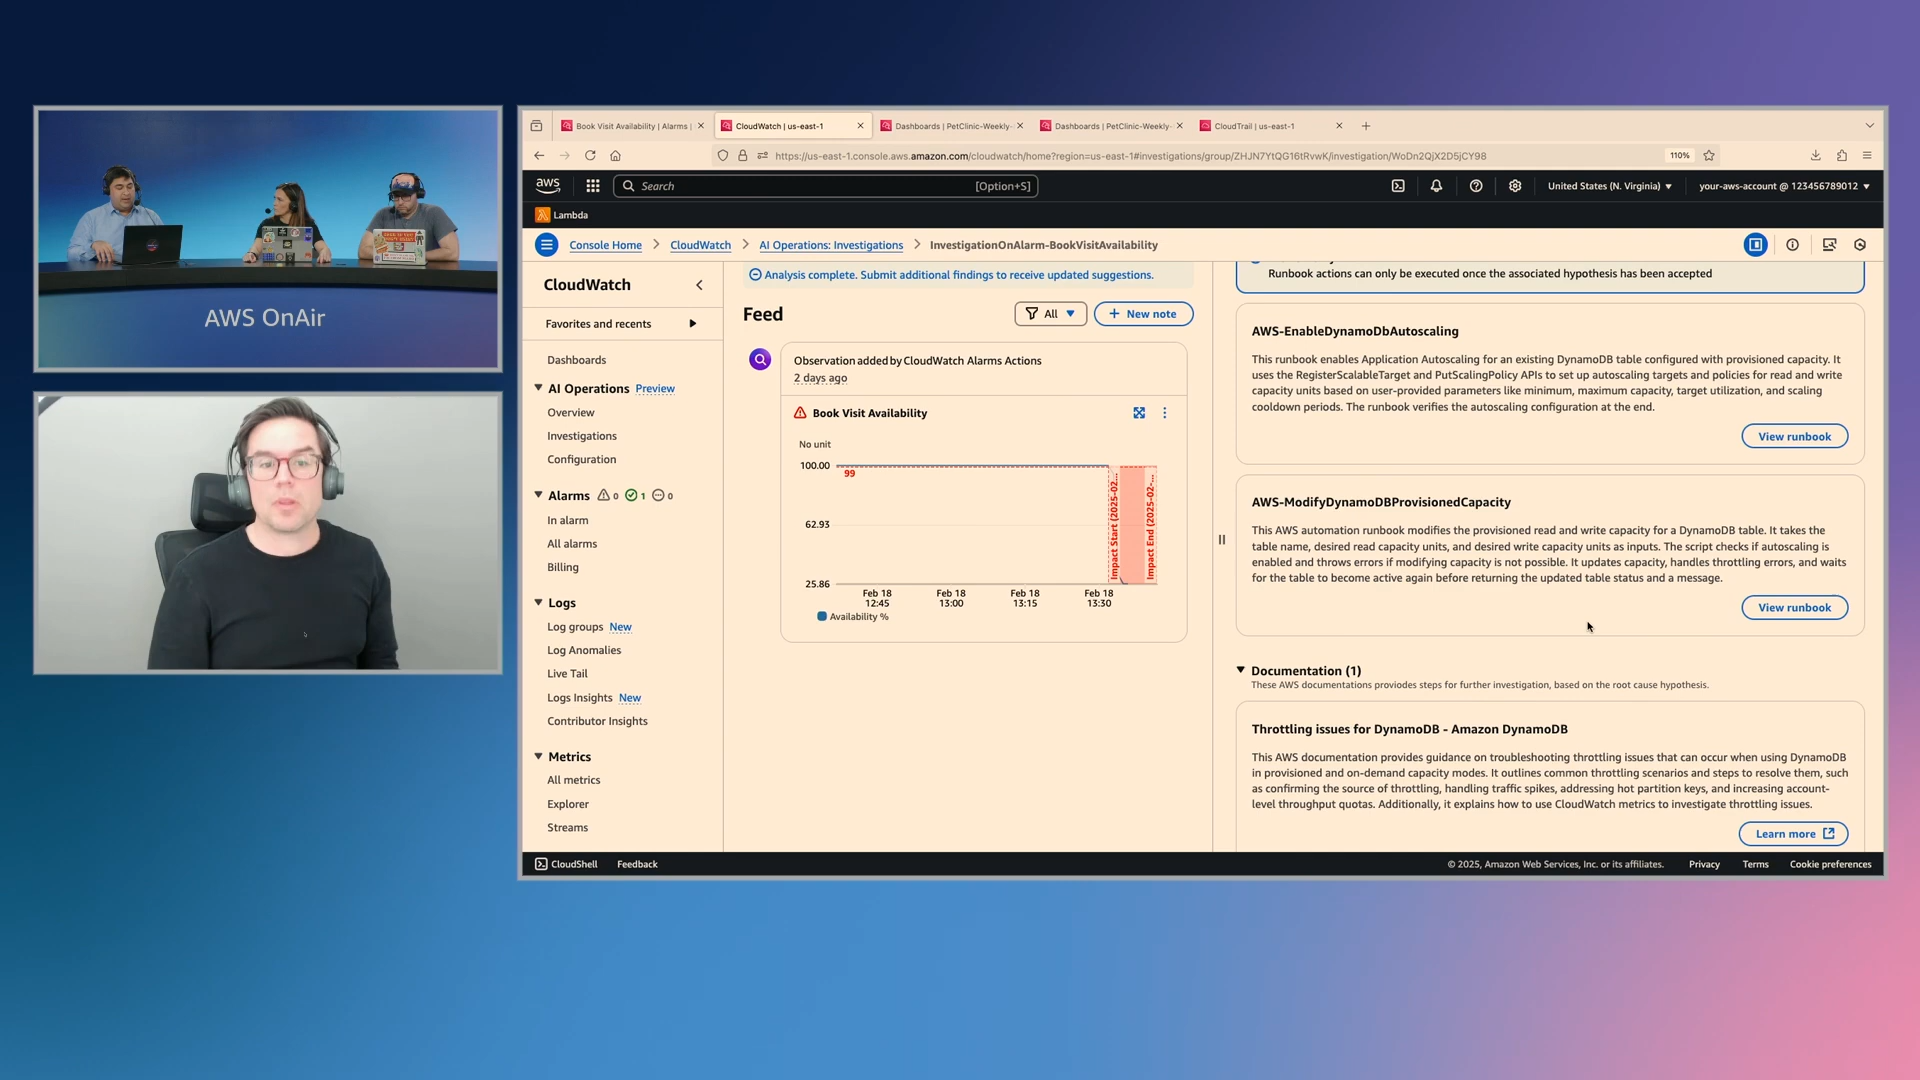 AWS OnAir
Book Visit Availability | Alarms |
CloudWatch | us-east-1
Dashboards | PetClinic-Weekly-
Dashboards | PetClinic-Weekly-
CloudTrail | us-east-1
https://us-east-1.console.aws.amazon.com/cloudwatch/home?region=us-east-1#investigations/group/ZHJN7YtQG16tRvwK/investigation/WoDn2QjX2D5jCY98
110%
aws
Search
[Option+S]
United States (N. Virginia)
your-aws-account @ 123456789012
Lambda
Console Home
CloudWatch
AI Operations: Investigations
InvestigationOnAlarm-BookVisitAvailability
CloudWatch
Favorites and recents
Dashboards
AI Operations Preview
Overview
Investigations
Configuration
Alarms 0 1 0
In alarm
All alarms
Billing
Logs
Log groups New
Log Anomalies
Live Tail
Logs Insights New
Contributor Insights
Metrics
All metrics
Explorer
Streams
Analysis complete. Submit additional findings to receive updated suggestions.
Feed
All
New note
Observation added by CloudWatch Alarms Actions
2 days ago
Book Visit Availability
No unit
100.00
99
62.93
25.86
Impact Start (2025-02...
Impact End (2025-02-...
Feb 18 12:45
Feb 18 13:00
Feb 18 13:15
Feb 18 13:30
Availability %
Runbook actions can only be executed once the associated hypothesis has been accepted
AWS-EnableDynamoDbAutoscaling
This runbook enables Application Autoscaling for an existing DynamoDB table configured with provisioned capacity. It
uses the RegisterScalableTarget and PutScalingPolicy APIs to set up autoscaling targets and policies for read and write
capacity units based on user-provided parameters like minimum, maximum capacity, target utilization, and scaling
cooldown periods. The runbook verifies the autoscaling configuration at the end.
View runbook
AWS-ModifyDynamoDBProvisionedCapacity
This AWS automation runbook modifies the provisioned read and write capacity for a DynamoDB table. It takes the
table name, desired read capacity units, and desired write capacity units as inputs. The script checks if autoscaling is
enabled and throws errors if modifying capacity is not possible. It updates capacity, handles throttling errors, and waits
for the table to become active again before returning the updated table status and a message.
View runbook
Documentation (1)
These AWS documentations proviodes steps for further investigation, based on the root cause hypothesis.
Throttling issues for DynamoDB - Amazon DynamoDB
This AWS documentation provides guidance on troubleshooting throttling issues that can occur when using DynamoDB
in provisioned and on-demand capacity modes. It outlines common throttling scenarios and steps to resolve them, such
as confirming the source of throttling, handling traffic spikes, addressing hot partition keys, and increasing account-
level throughput quotas. Additionally, it explains how to use CloudWatch metrics to investigate throttling issues.
Learn more
CloudShell
Feedback
© 2025, Amazon Web Services, Inc. or its affiliates.
Privacy
Terms
Cookie preferences